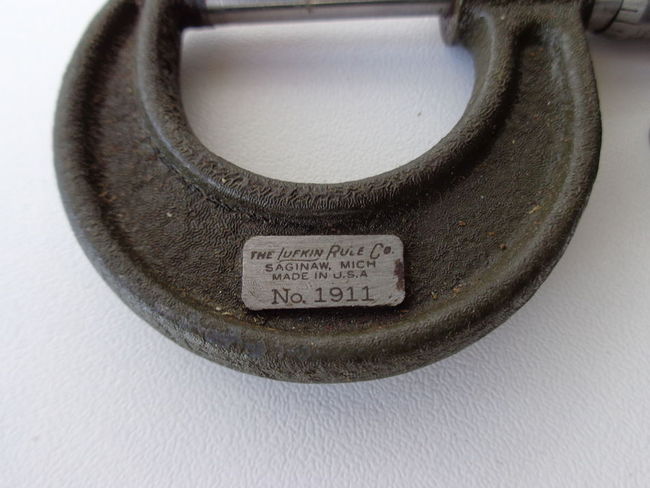 THE LUFKIN RULE Co.
SAGINAW, MICH
MADE IN U.S.A
No. 1911